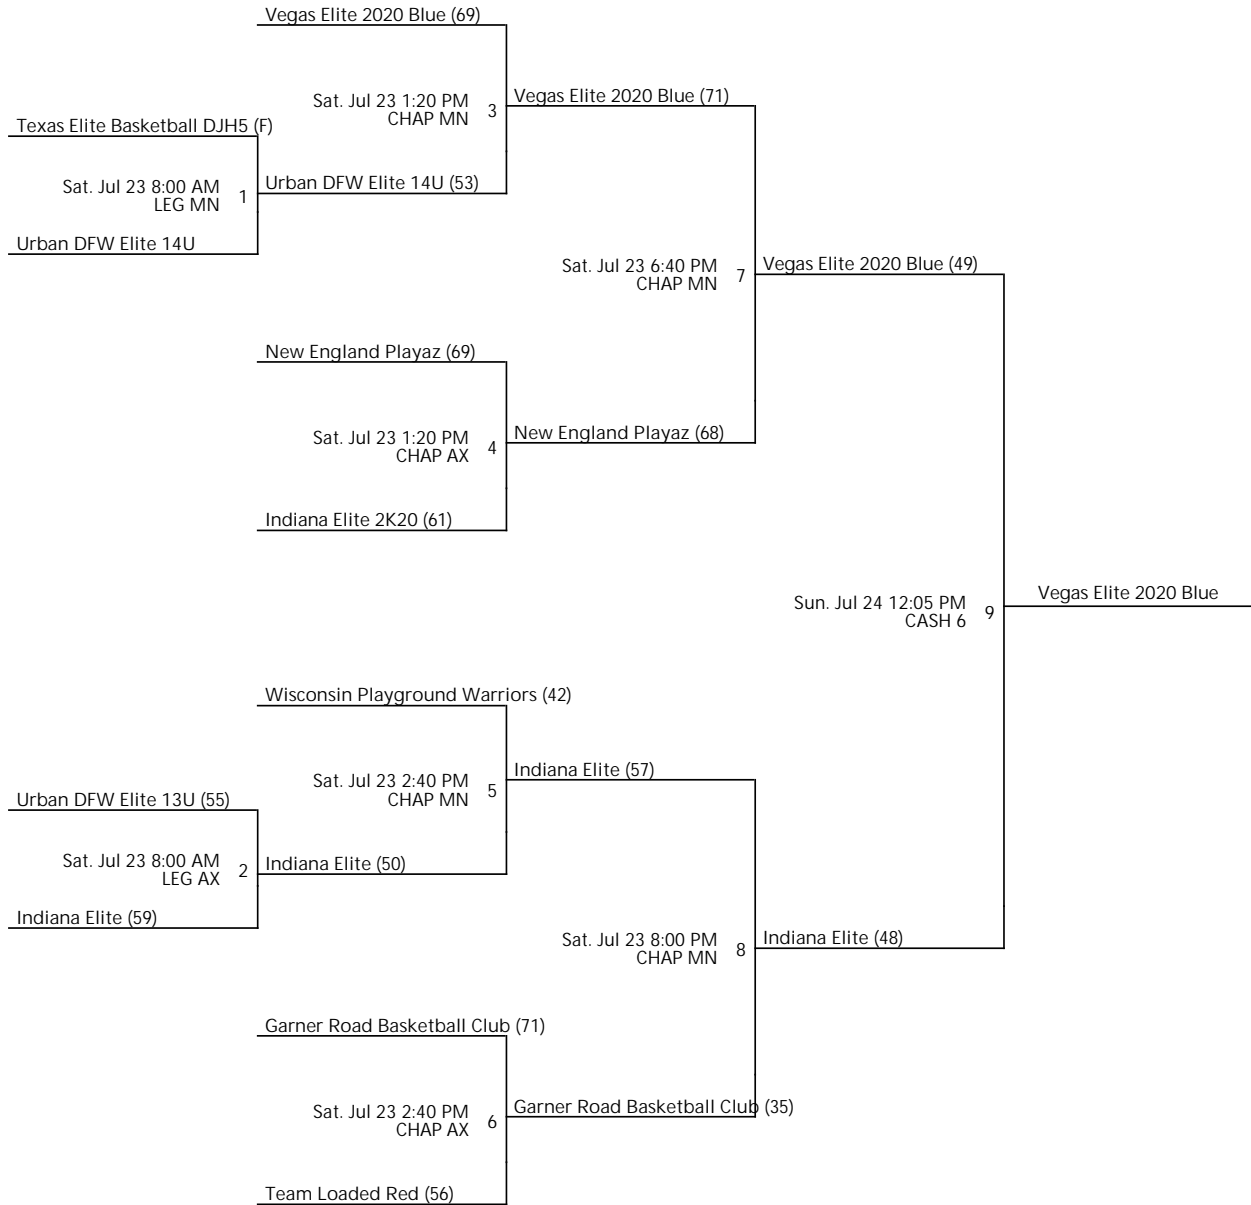 Vegas Elite 2020 Blue (69)
Sat. Jul 23 1:20 PM
CHAP MN
3
Vegas Elite 2020 Blue (71)
Texas Elite Basketball DJH5 (F)
Sat. Jul 23 8:00 AM
LEG MN
1
Urban DFW Elite 14U (53)
Urban DFW Elite 14U
Sat. Jul 23 6:40 PM
CHAP MN
7
Vegas Elite 2020 Blue (49)
New England Playaz (69)
Sat. Jul 23 1:20 PM
CHAP AX
4
New England Playaz (68)
Indiana Elite 2K20 (61)
Sun. Jul 24 12:05 PM
CASH 6
9
Vegas Elite 2020 Blue
Wisconsin Playground Warriors (42)
Sat. Jul 23 2:40 PM
CHAP MN
5
Indiana Elite (57)
Urban DFW Elite 13U (55)
Sat. Jul 23 8:00 AM
LEG AX
2
Indiana Elite (50)
Indiana Elite (59)
Sat. Jul 23 8:00 PM
CHAP MN
8
Indiana Elite (48)
Garner Road Basketball Club (71)
Sat. Jul 23 2:40 PM
CHAP AX
6
Garner Road Basketball Club (35)
Team Loaded Red (56)